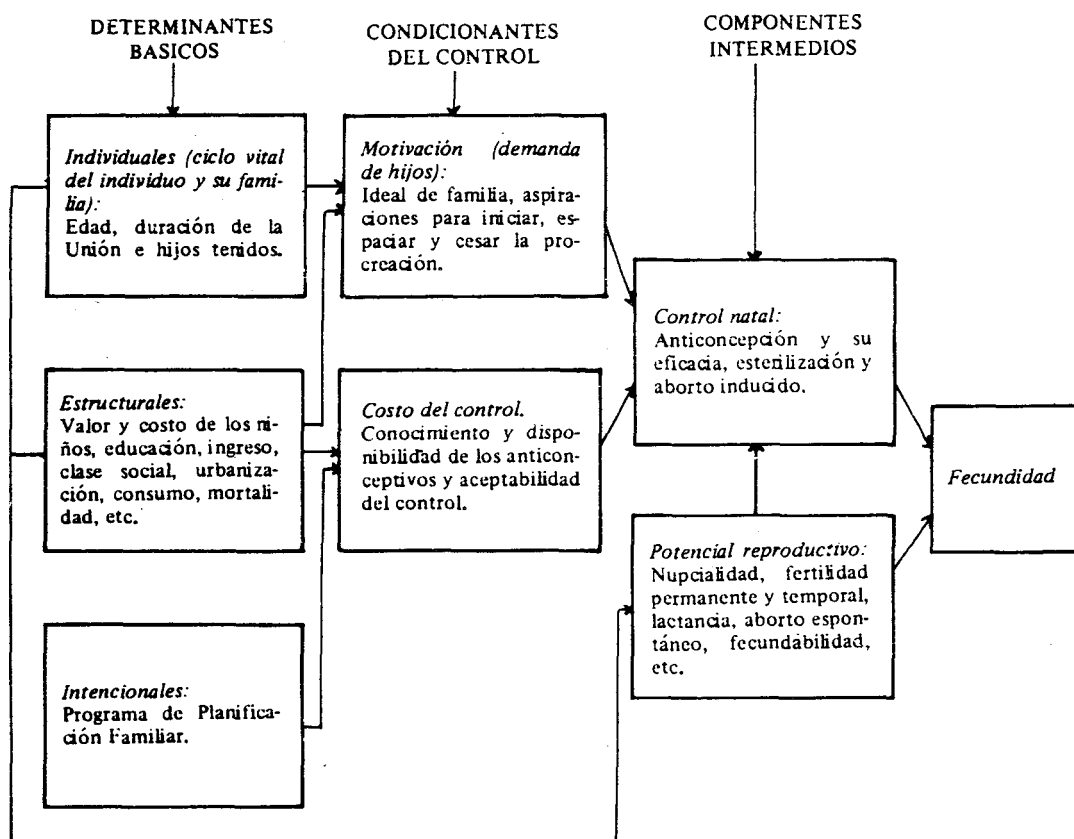 DETERMINANTES
BASICOS
CONDICIONANTES
DEL CONTROL
COMPONENTES
INTERMEDIOS
Individuales (ciclo vital
del individuo y su fami-
lia):
Edad, duración de la
Unión e hijos tenidos.
Motivación (demanda
de hijos):
Ideal de familia, aspira-
ciones para iniciar, es-
paciar y cesar la pro-
creación.
Control natal:
Anticoncepción y su
eficacia, esterilización y
aborto inducido.
Estructurales:
Valor y costo de los ni-
ños, educación, ingreso,
clase social, urbaniza-
ción, consumo, mortali-
dad, etc.
Costo del control.
Conocimiento y dispo-
nibilidad de los anticon-
ceptivos y aceptabilidad
del control.
Fecundidad
Potencial reproductivo:
Nupcialidad, fertilidad
permanente y temporal,
lactancia, aborto espon-
táneo, fecundabilidad,
etc.
Intencionales:
Programa de Planifica-
ción Familiar.